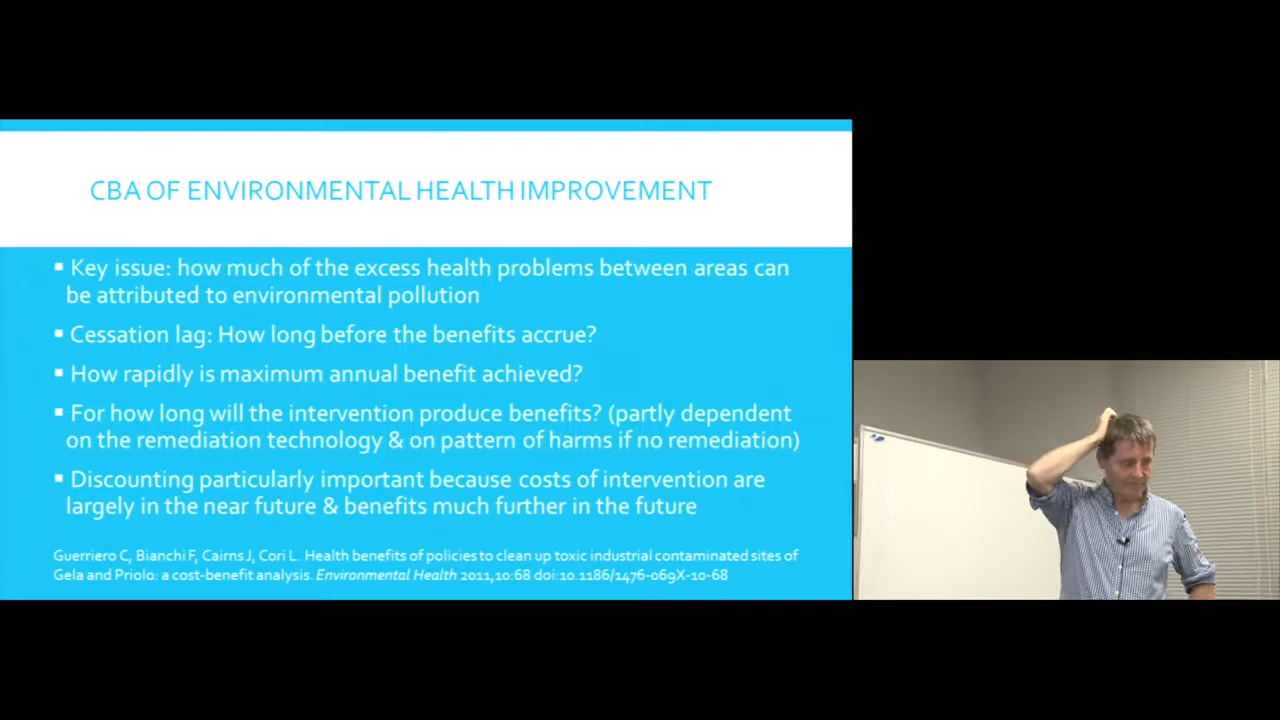 CBA OF ENVIRONMENTAL HEALTH IMPROVEMENT
▪ Key issue: how much of the excess health problems between areas can
be attributed to environmental pollution
▪ Cessation lag: How long before the benefits accrue?
▪ How rapidly is maximum annual benefit achieved?
▪ For how long will the intervention produce benefits? (partly dependent
on the remediation technology & on pattern of harms if no remediation)
▪ Discounting particularly important because costs of intervention are
largely in the near future & benefits much further in the future
Guerriero C, Bianchi F, Cairns J, Cori L. Health benefits of policies to clean up toxic industrial contaminated sites of
Gela and Priolo: a cost-benefit analysis. Environmental Health 2011,10:68 doi:10.1186/1476-069X-10-68